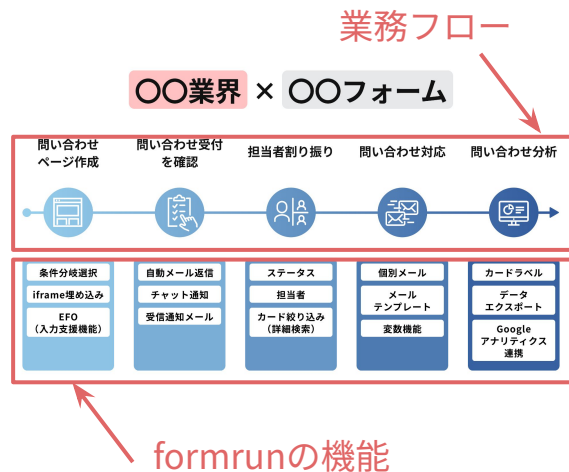 業務フロー
〇〇業界 × 〇〇フォーム
問い合わせ
ページ作成
問い合わせ受付
を確認
担当者割り振り
問い合わせ対応
問い合わせ分析
条件分岐選択
iframe埋め込み
EFO
（入力支援機能）
自動メール返信
チャット通知
受信通知メール
ステータス
担当者
カード絞り込み
（詳細検索）
個別メール
メール
テンプレート
変数機能
カードラベル
データ
エクスポート
Google
アナリティクス
連携
formrunの機能